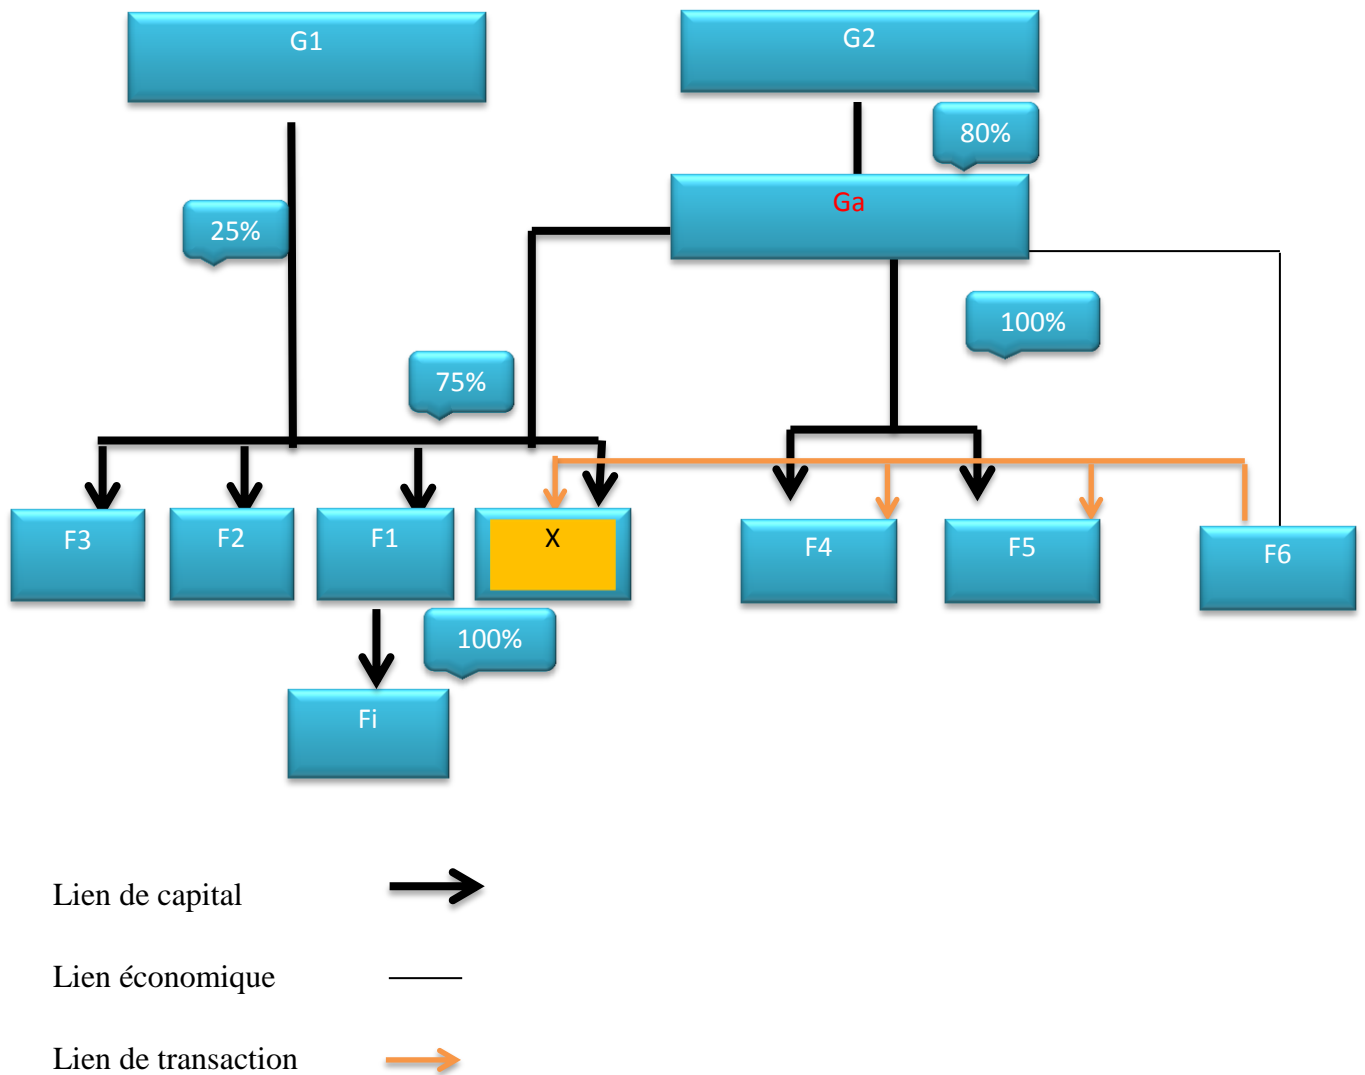 G1
G2
80%
Ga
25%
100%
75%
F3
F2
F1
X
F4
F5
F6
100%
Fi
Lien de capital
Lien économique
Lien de transaction